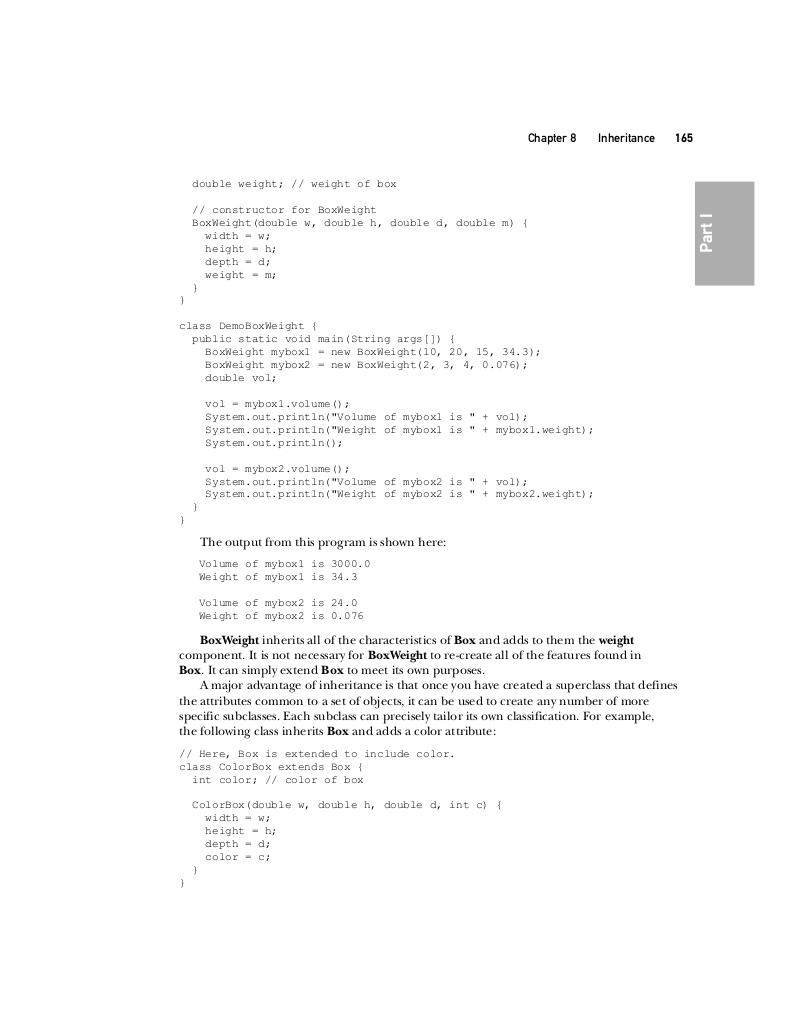 Chapter 8 Inheritance 165
Part I
double weight; // weight of box
// constructor for BoxWeight
BoxWeight(double w, double h, double d, double m) {
width = w;
height = h;
depth = d;
weight = m;
}
}
class DemoBoxWeight {
public static void main(String args[]) {
BoxWeight mybox1 = new BoxWeight(10, 20, 15, 34.3);
BoxWeight mybox2 = new BoxWeight(2, 3, 4, 0.076);
double vol;
vol = mybox1.volume();
System.out.println("Volume of mybox1 is " + vol);
System.out.println("Weight of mybox1 is " + mybox1.weight);
System.out.println();
vol = mybox2.volume();
System.out.println("Volume of mybox2 is " + vol);
System.out.println("Weight of mybox2 is " + mybox2.weight);
}
}
The output from this program is shown here:
Volume of mybox1 is 3000.0
Weight of mybox1 is 34.3
Volume of mybox2 is 24.0
Weight of mybox2 is 0.076
BoxWeight inherits all of the characteristics of Box and adds to them the weight
component. It is not necessary for BoxWeight to re-create all of the features found in
Box. It can simply extend Box to meet its own purposes.
A major advantage of inheritance is that once you have created a superclass that defines
the attributes common to a set of objects, it can be used to create any number of more
specific subclasses. Each subclass can precisely tailor its own classification. For example,
the following class inherits Box and adds a color attribute:
// Here, Box is extended to include color.
class ColorBox extends Box {
int color; // color of box
ColorBox(double w, double h, double d, int c) {
width = w;
height = h;
depth = d;
color = c;
}
}